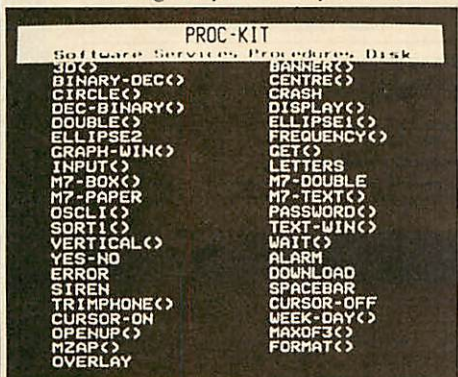 PROC-KIT
Software Services Procedures Disk
3D() BANNER()
BINARY-DEC() CENTRE()
CIRCLE() CRASH
DEC-BINARY() DISPLAY()
DOUBLE() ELLIPSE1()
ELLIPSE2 FREQUENCY()
GRAPH-WIN() GET()
INPUT() LETTERS
M7-BOX() M7-DOUBLE
M7-PAPER M7-TEXT()
OSCLI() PASSWORD()
SORT1() TEXT-WIN()
VERTICAL() WAIT()
YES-NO ALARM
ERROR DOWNLOAD
SIREN SPACEBAR
TRIMPHONE() CURSOR-OFF
CURSOR-ON WEEK-DAY()
OPENUP() MAXOF3()
MZAP() FORMAT()
OVERLAY